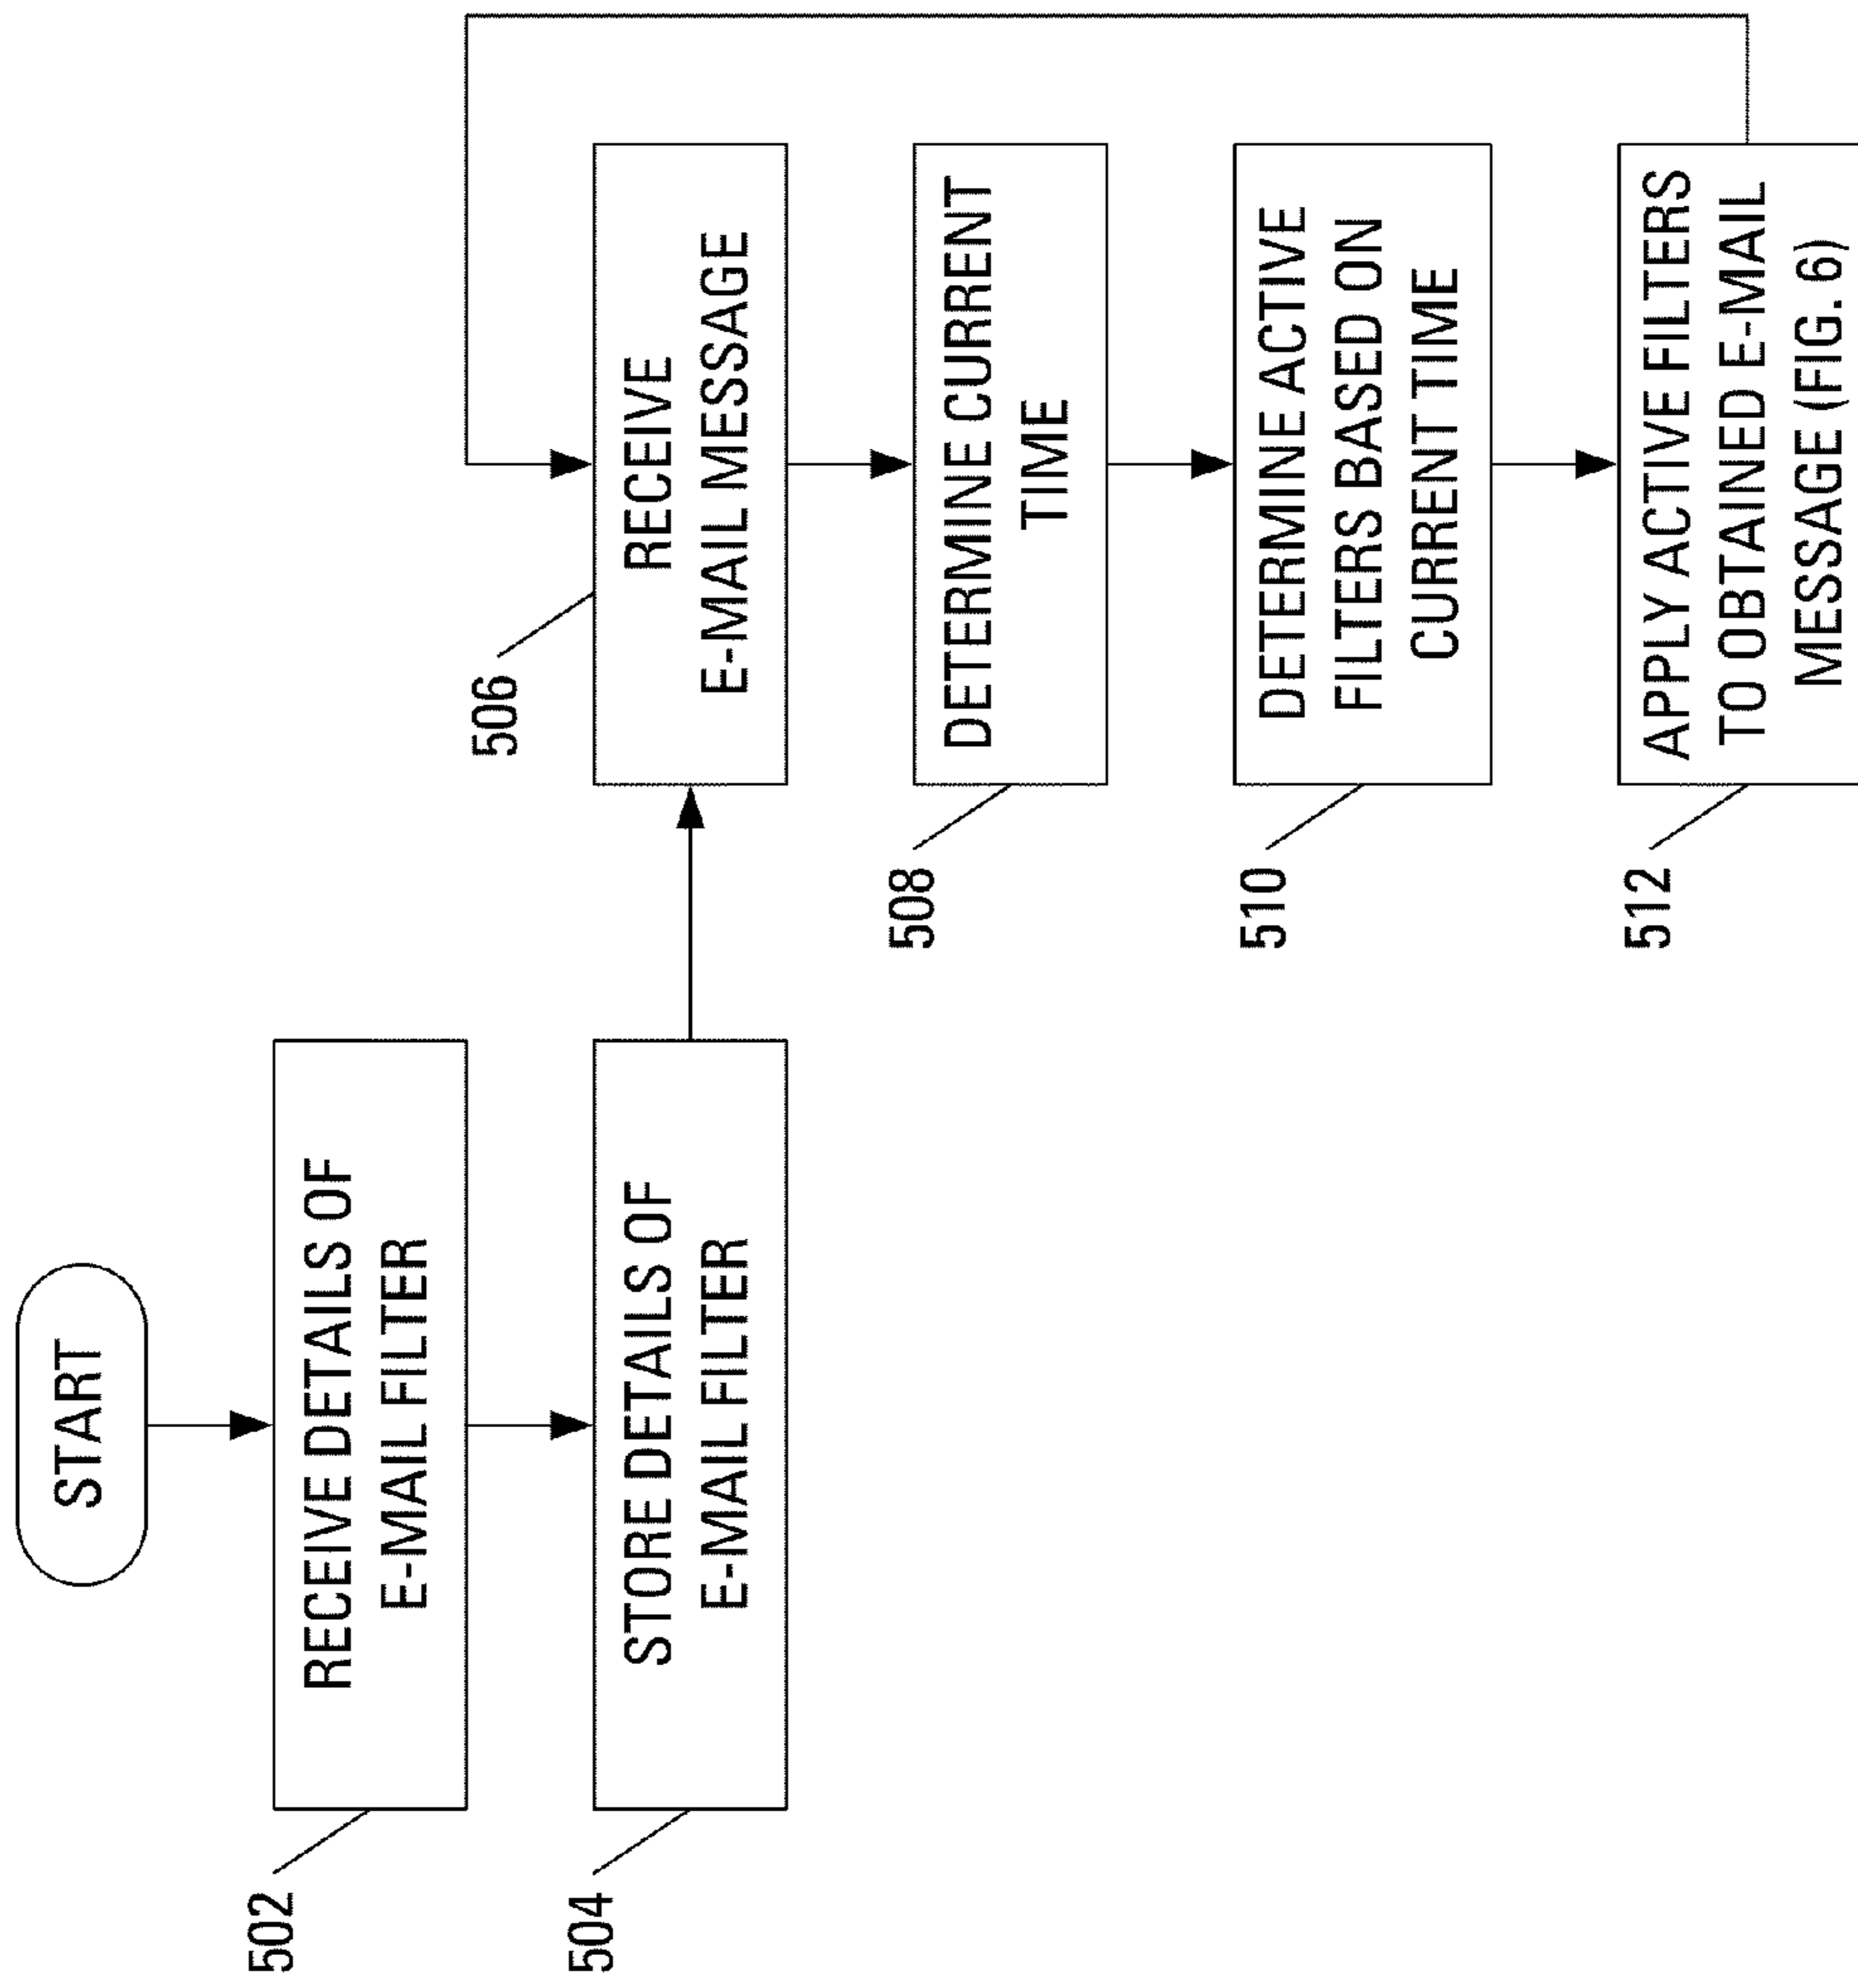 START
502
RECEIVE DETAILS OF
E-MAIL FILTER
504
STORE DETAILS OF
E-MAIL FILTER
506
RECEIVE
E-MAIL MESSAGE
508
DETERMINE CURRENT
TIME
510
DETERMINE ACTIVE
FILTERS BASED ON
CURRENT TIME
512
APPLY ACTIVE FILTERS
TO OBTAINED E-MAIL
MESSAGE (FIG. 6)